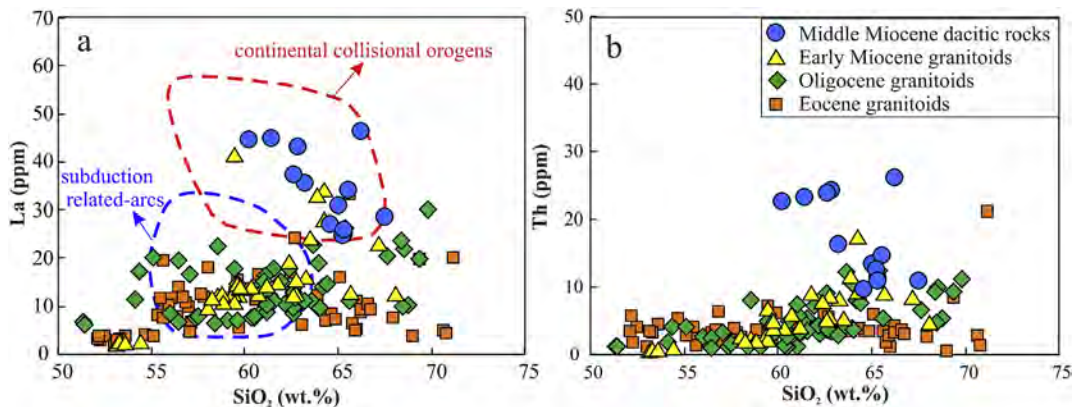 a
continental collisional orogens
subduction
related-arcs
La (ppm)
70
60
50
40
30
20
10
0
50
55
60
65
70
75
SiO₂ (wt.%)
b
Middle Miocene dacitic rocks
Early Miocene granitoids
Oligocene granitoids
Eocene granitoids
Th (ppm)
50
40
30
20
10
0
50
55
60
65
70
75
SiO₂ (wt.%)